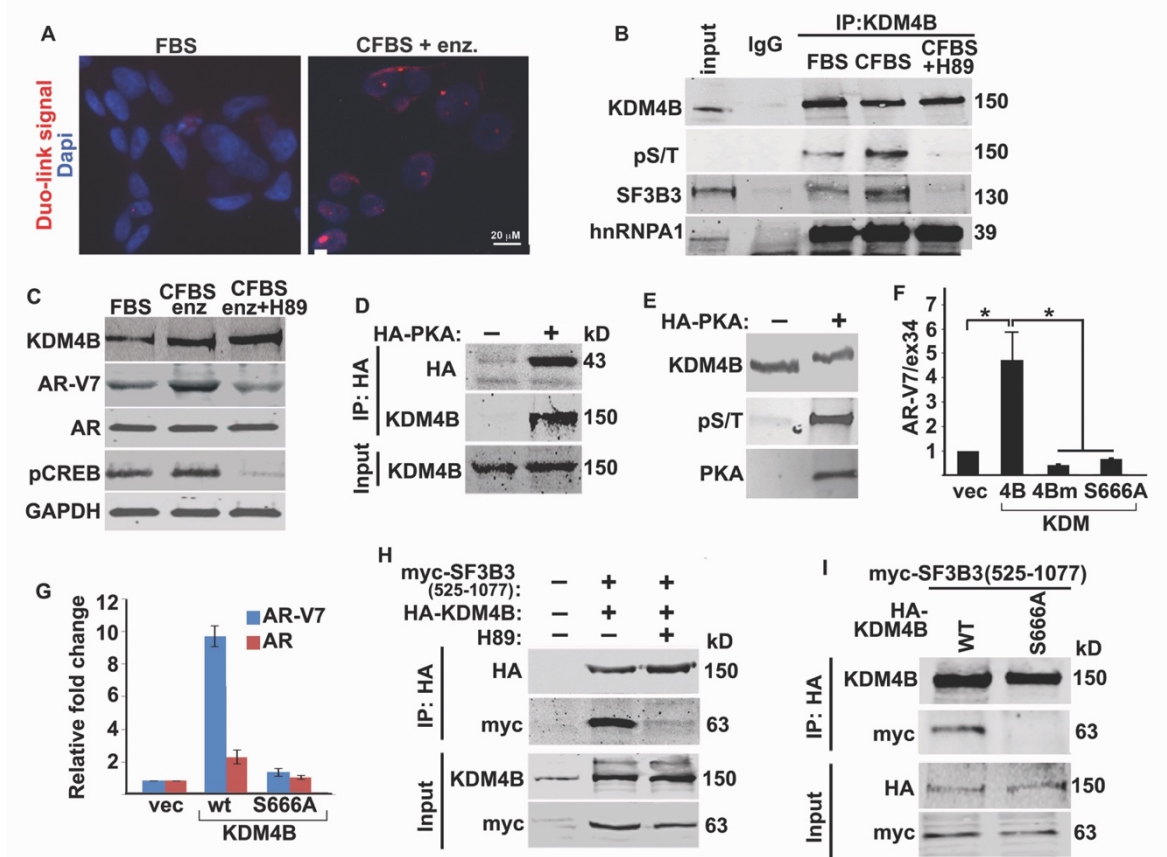 A
FBS
CFBS + enz.
Duo-link signal
Dapi
20 µM
B
input
IgG
IP:KDM4B
FBS CFBS CFBS
+H89
KDM4B 150
pS/T 150
SF3B3 130
hnRNPA1 39
C
FBS CFBS CFBS
enz enz+H89
KDM4B
AR-V7
AR
pCREB
GAPDH
D
HA-PKA: − + kD
IP: HA
HA 43
KDM4B 150
Input
KDM4B 150
E
HA-PKA: − +
KDM4B
pS/T
PKA
F
AR-V7/ex34
7
6
5
4
3
2
1
* *
vec 4B 4Bm S666A
KDM
G
Relative fold change
12
10
8
6
4
2
AR-V7
AR
vec wt S666A
KDM4B
H
myc-SF3B3
(525-1077): − + +
HA-KDM4B: − + +
H89: − − +
kD
IP: HA
HA 150
myc 63
Input
KDM4B 150
myc 63
I
myc-SF3B3(525-1077)
HA-
KDM4B
WT
S666A
kD
IP: HA
KDM4B 150
myc 63
Input
HA 150
myc 63